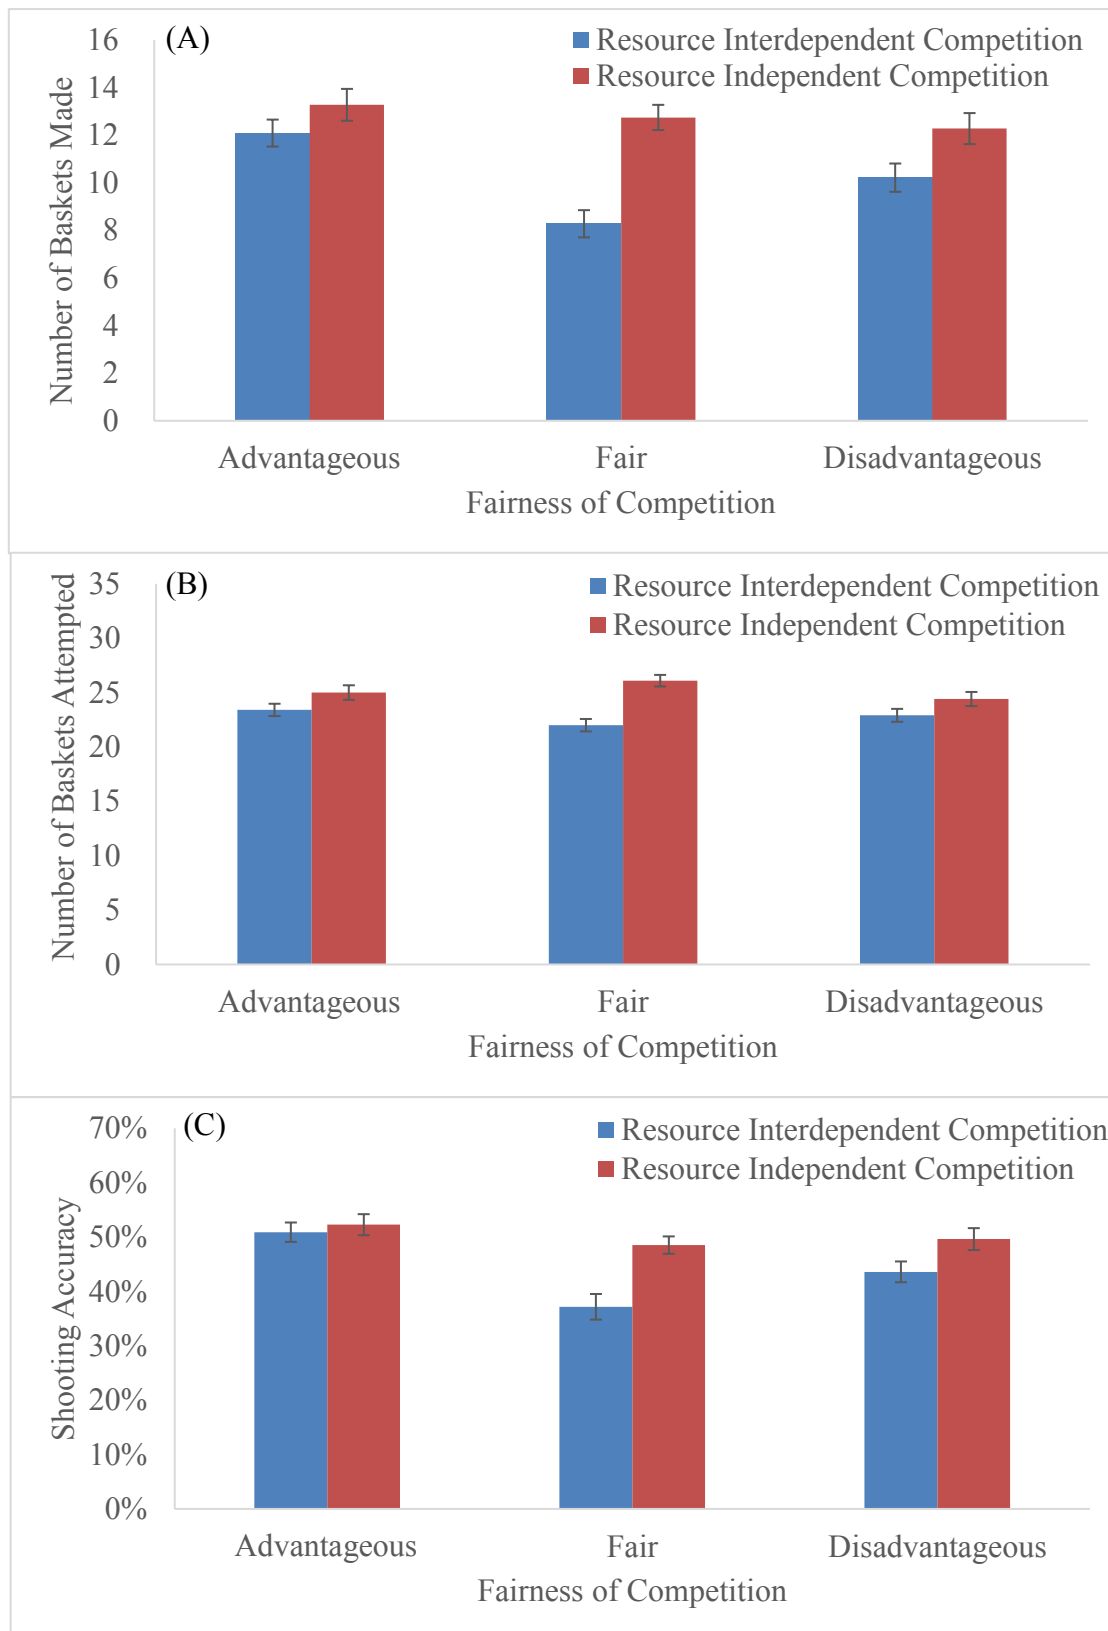 (A)
Resource Interdependent Competition
Resource Independent Competition
Number of Baskets Made
16
14
12
10
8
6
4
2
0
Advantageous Fair Disadvantageous
Fairness of Competition
(B)
Resource Interdependent Competition
Resource Independent Competition
Number of Baskets Attempted
35
30
25
20
15
10
5
0
Advantageous Fair Disadvantageous
Fairness of Competition
(C)
Resource Interdependent Competition
Resource Independent Competition
Shooting Accuracy
70%
60%
50%
40%
30%
20%
10%
0%
Advantageous Fair Disadvantageous
Fairness of Competition